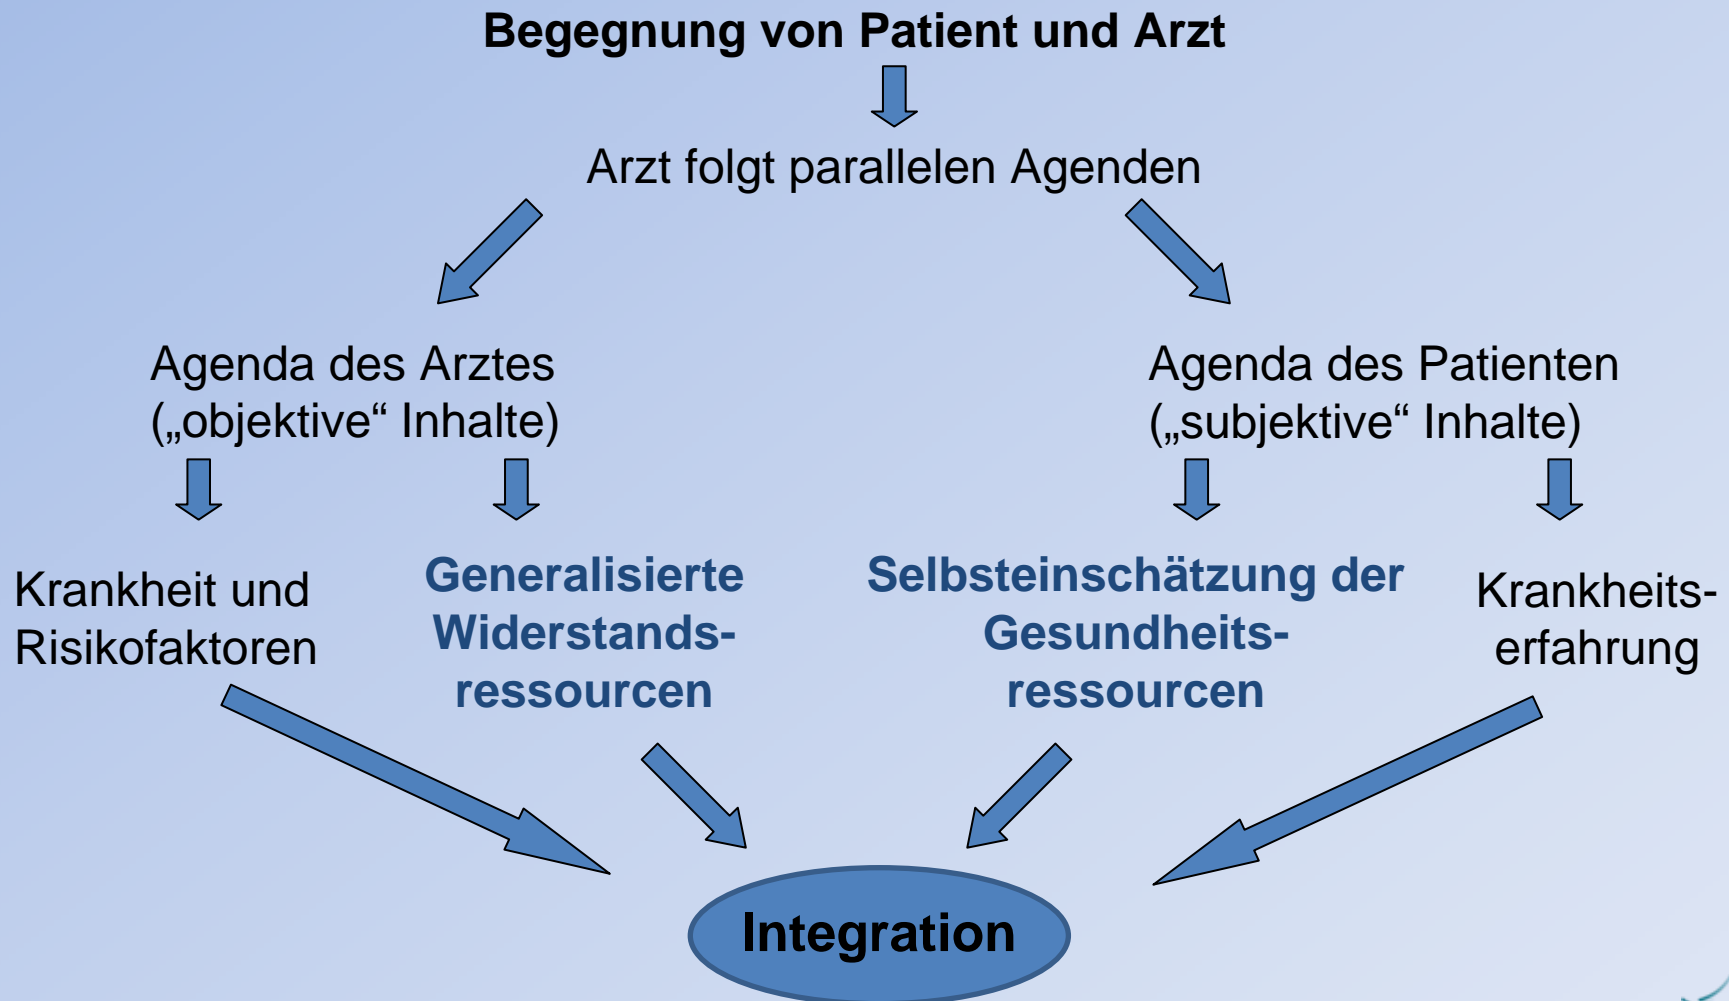 Begegnung von Patient und Arzt
Arzt folgt parallelen Agenden
Agenda des Arztes
(„objektive“ Inhalte)
Agenda des Patienten
(„subjektive“ Inhalte)
Krankheit und
Risikofaktoren
Generalisierte
Widerstands-
ressourcen
Selbsteinschätzung der
Gesundheits-
ressourcen
Krankheits-
erfahrung
Integration